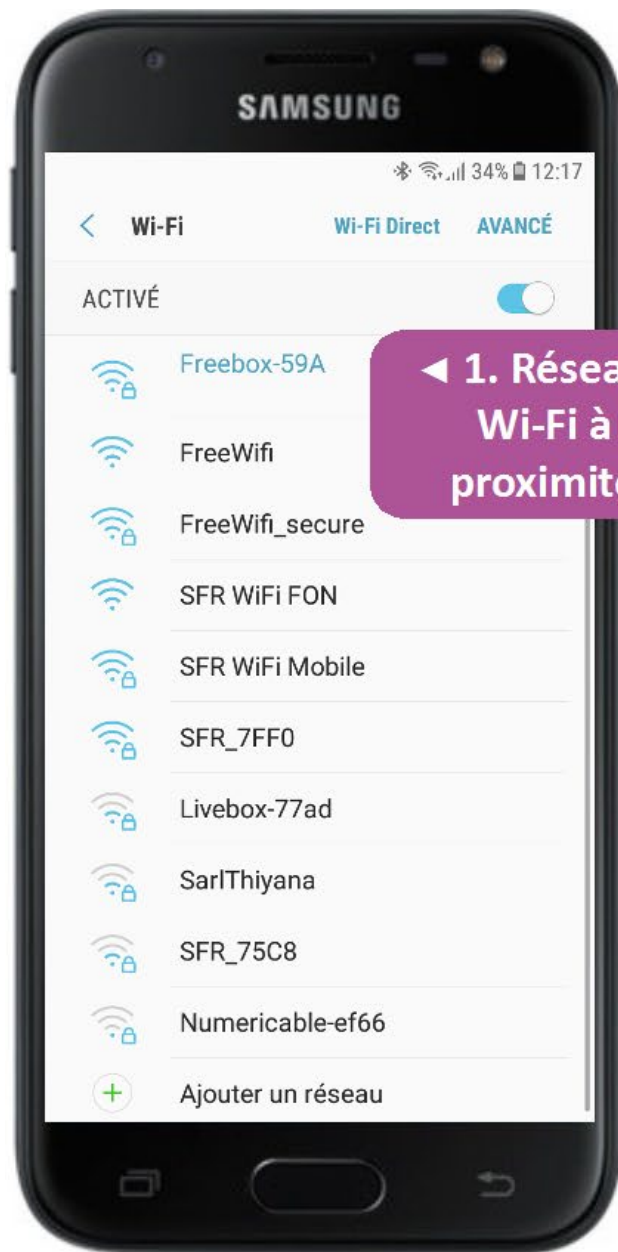 SAMSUNG
34% 12:17
Wi-Fi Wi-Fi Direct AVANCÉ
ACTIVÉ
Freebox-59A
◄ 1. Résea
Wi-Fi à
proximit
FreeWifi
FreeWifi_secure
SFR WiFi FON
SFR WiFi Mobile
SFR_7FF0
Livebox-77ad
SarlThiyana
SFR_75C8
Numericable-ef66
Ajouter un réseau